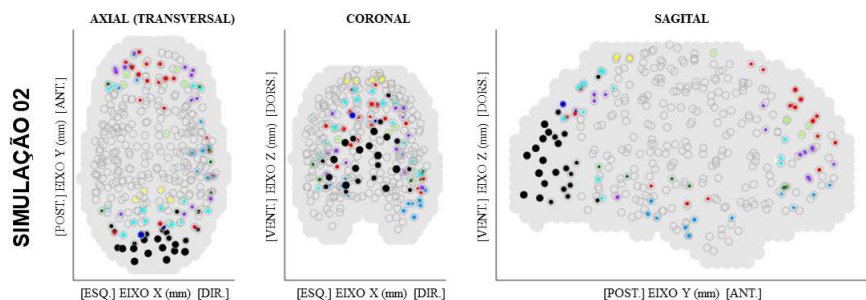 SIMULAÇÃO 02
AXIAL (TRANSVERSAL)
[POST.] EIXO Y (mm) [ANT.]
[ESQ.] EIXO X (mm) [DIR.]
CORONAL
[VENT.] EIXO Z (mm) [DORS.]
[ESQ.] EIXO X (mm) [DIR.]
SAGITAL
[VENT.] EIXO Z (mm) [DORS.]
[POST.] EIXO Y (mm) [ANT.]